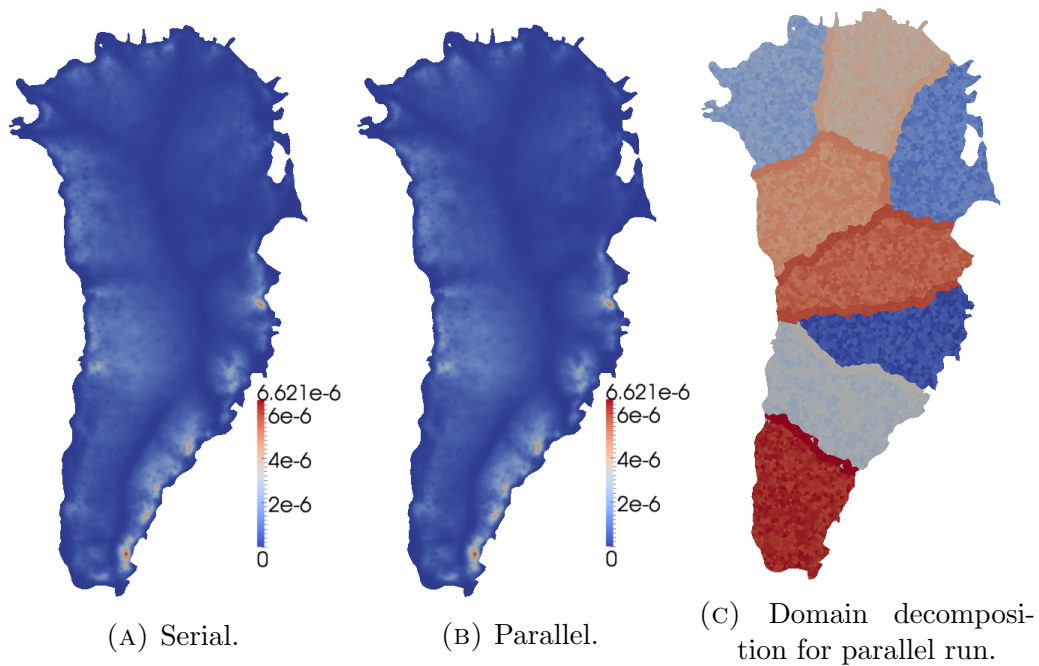 6.621e-6
6e-6
4e-6
2e-6
0
6.621e-6
6e-6
4e-6
2e-6
0
(A) Serial.
(B) Parallel.
(C) Domain decomposi-
tion for parallel run.